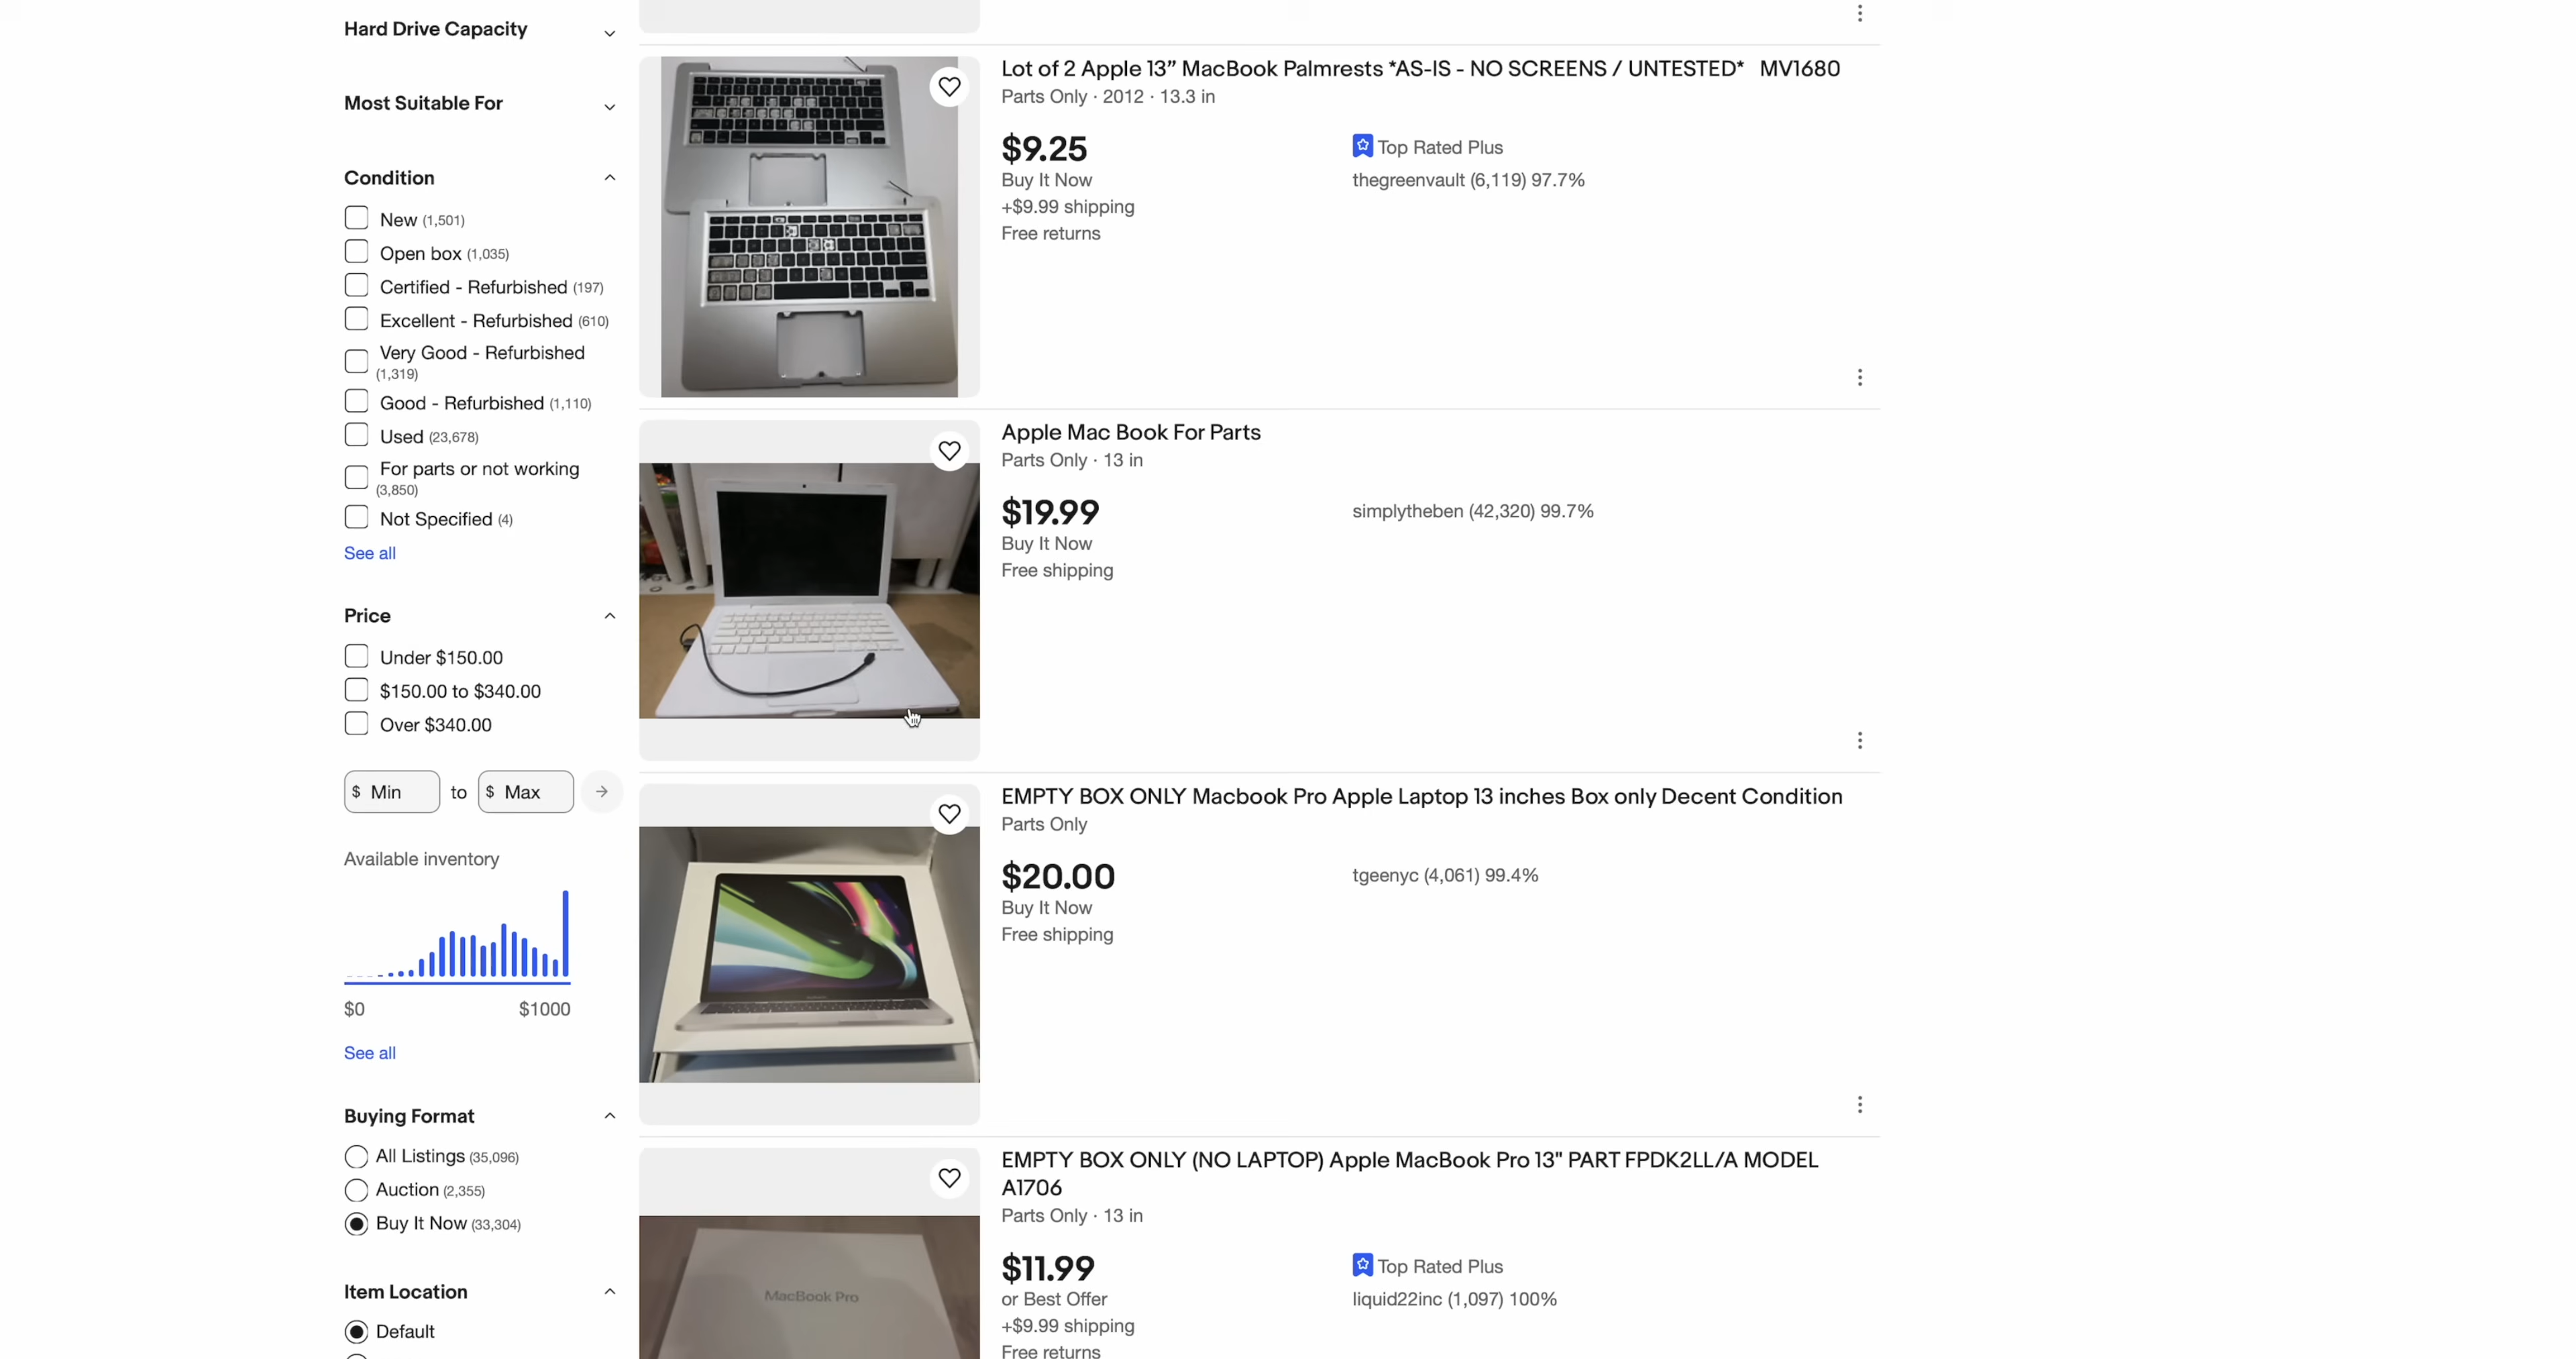 Hard Drive Capacity
Most Suitable For
Condition
New (1,501)
Open box (1,035)
Certified - Refurbished (197)
Excellent - Refurbished (610)
Very Good - Refurbished
(1,319)
Good - Refurbished (1,110)
Used (23,678)
For parts or not working
(3,850)
Not Specified (4)
See all
Price
Under $150.00
$150.00 to $340.00
Over $340.00
$ Min to $ Max
Available inventory
$0 $1000
See all
Buying Format
All Listings (35,096)
Auction (2,355)
Buy It Now (33,304)
Item Location
Default
Lot of 2 Apple 13” MacBook Palmrests *AS-IS - NO SCREENS / UNTESTED* MV1680
Parts Only · 2012 · 13.3 in
$9.25
Buy It Now
+$9.99 shipping
Free returns
Top Rated Plus
thegreenvault (6,119) 97.7%
Apple Mac Book For Parts
Parts Only · 13 in
$19.99
Buy It Now
Free shipping
simplytheben (42,320) 99.7%
EMPTY BOX ONLY Macbook Pro Apple Laptop 13 inches Box only Decent Condition
Parts Only
$20.00
Buy It Now
Free shipping
tgeenyc (4,061) 99.4%
EMPTY BOX ONLY (NO LAPTOP) Apple MacBook Pro 13" PART FPDK2LL/A MODEL
A1706
Parts Only · 13 in
$11.99
or Best Offer
+$9.99 shipping
Free returns
Top Rated Plus
liquid22inc (1,097) 100%
MacBook Pro